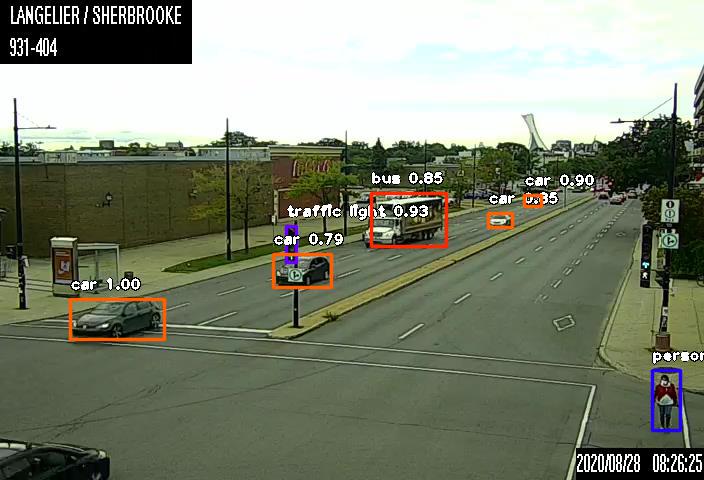 LANGELIER / SHERBROOKE
931-404
bus 0.85
car 0.90
car 0.85
traffic light 0.93
car 0.79
car 1.00
person
2020/08/28 08:26:25